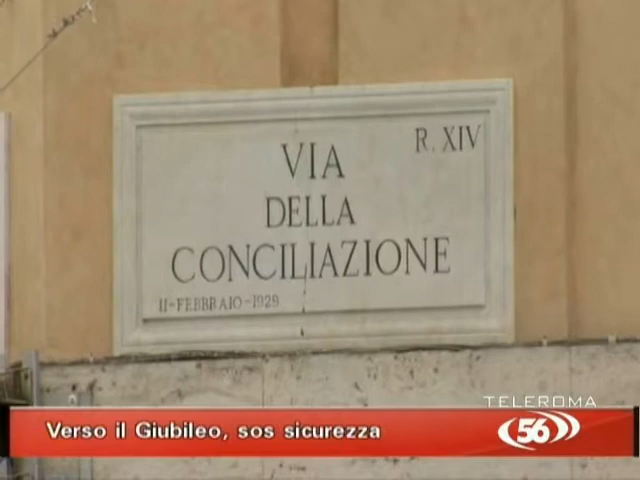 R. XIV
VIA
DELLA
CONCILIAZIONE
11-FEBBRAIO-1929
TELEROMA
56
Verso il Giubileo, sos sicurezza